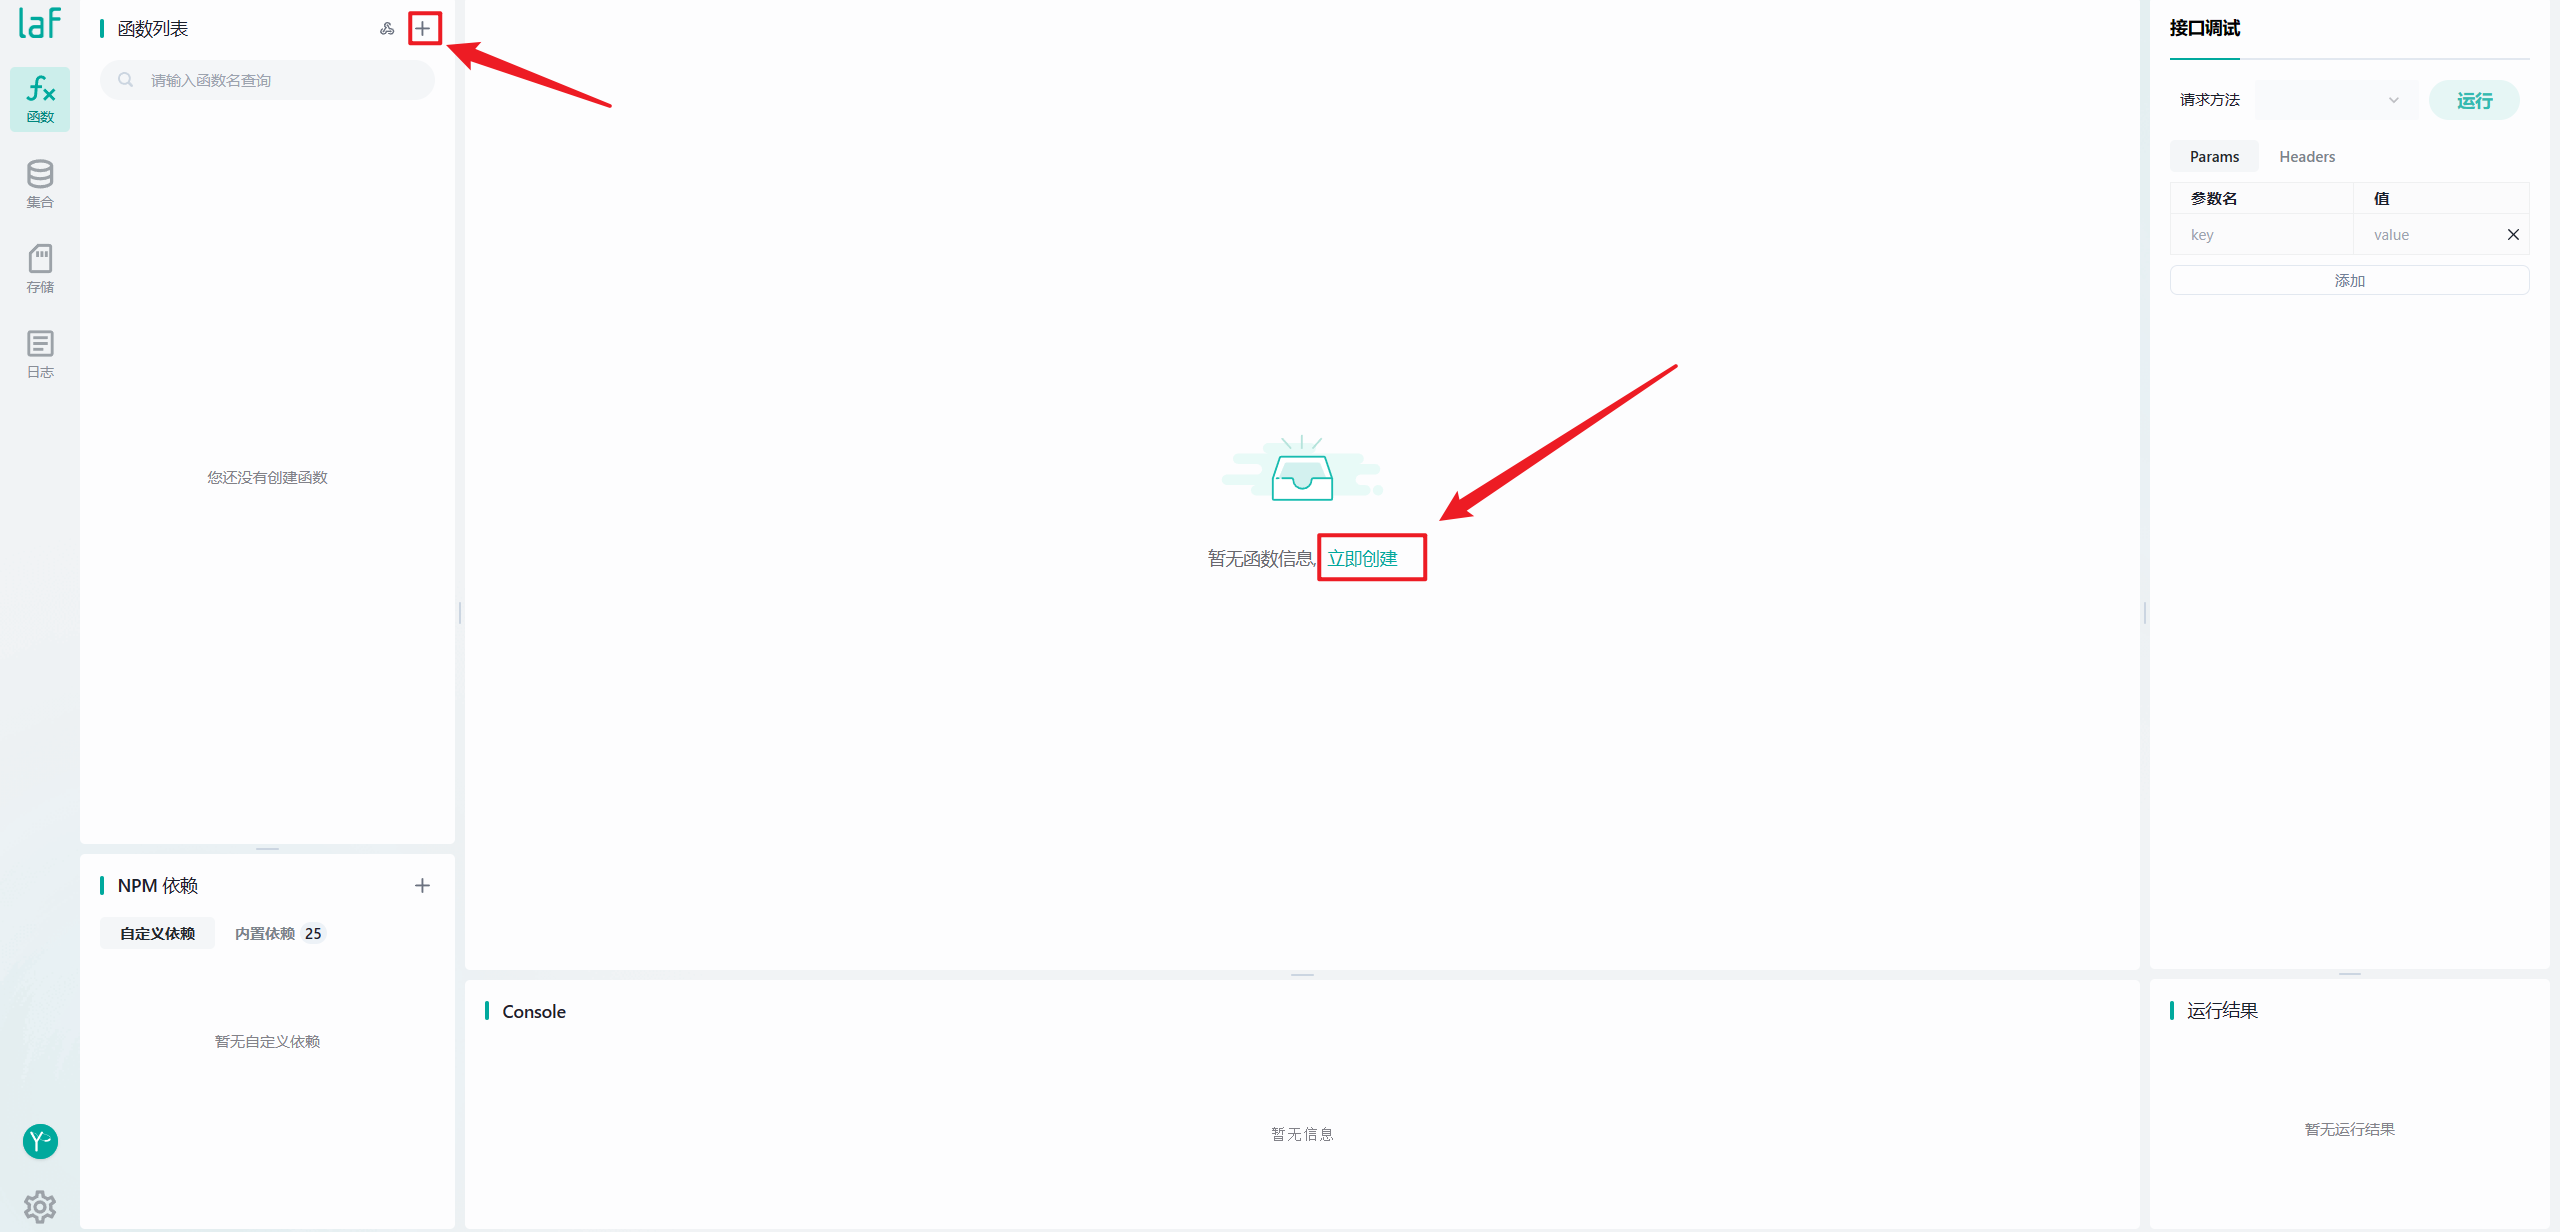 laf
函数
集合
存储
日志
函数列表
请输入函数名查询
您还没有创建函数
NPM 依赖
自定义依赖
内置依赖 25
暂无自定义依赖
暂无函数信息, 立即创建
Console
暂无信息
接口调试
请求方法
运行
Params Headers
参数名 值
key value
添加
运行结果
暂无运行结果